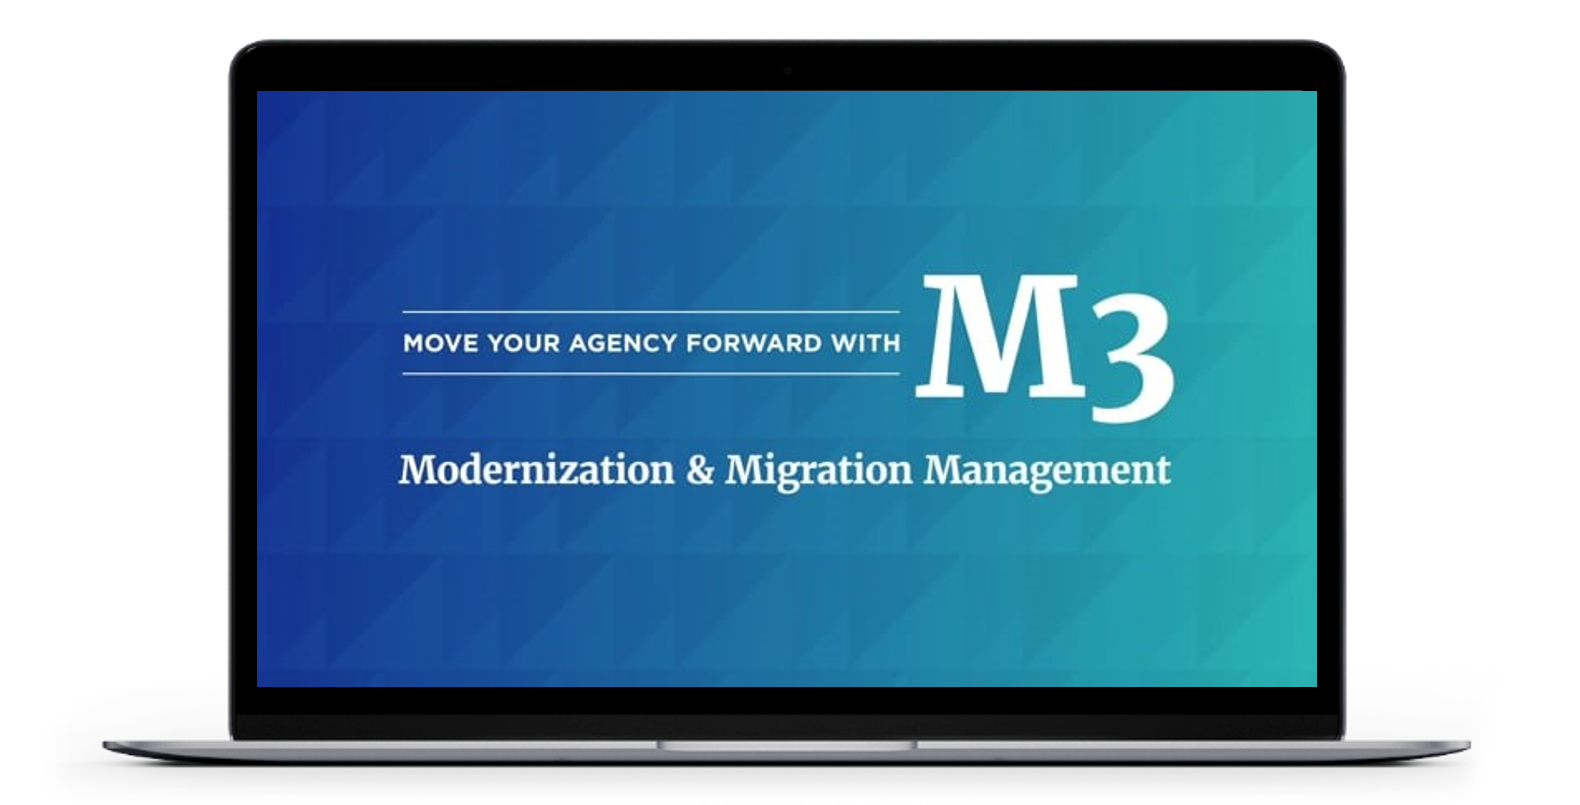 MOVE YOUR AGENCY FORWARD WITH M3
Modernization & Migration Management